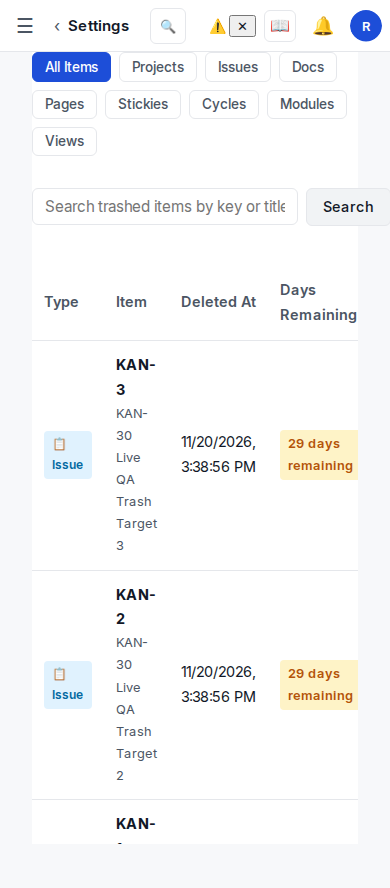 Settings
R
All Items Projects Issues Docs
Pages Stickies Cycles Modules
Views
Search trashed items by key or title Search
Type Item Deleted At Days
Remaining
KAN-
3
KAN-
30
Live
QA
Trash
Target
3
Issue
11/20/2026,
3:38:56 PM
29 days
remaining
KAN-
2
KAN-
30
Live
QA
Trash
Target
2
Issue
11/20/2026,
3:38:56 PM
29 days
remaining
KAN-